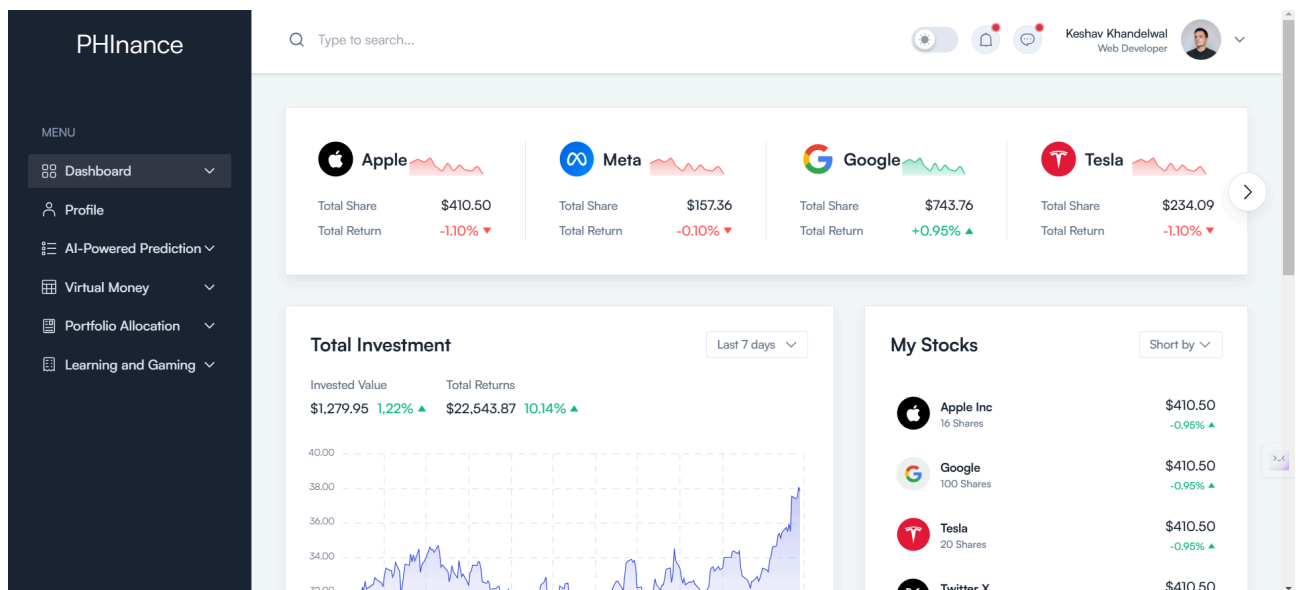 PHInance
Type to search...
Keshav Khandelwal
Web Developer
MENU
Dashboard
Profile
AI-Powered Prediction
Virtual Money
Portfolio Allocation
Learning and Gaming
Apple
Total Share $410.50
Total Return -1.10%
Meta
Total Share $157.36
Total Return -0.10%
Google
Total Share $743.76
Total Return +0.95%
Tesla
Total Share $234.09
Total Return -1.10%
Total Investment
Last 7 days
Invested Value Total Returns
$1,279.95 1,22% $22,543.87 10.14%
40.00
38.00
36.00
34.00
32.00
My Stocks
Short by
Apple Inc $410.50
16 Shares -0.95%
Google $410.50
100 Shares -0.95%
Tesla $410.50
20 Shares -0.95%
Twitter X $410.50